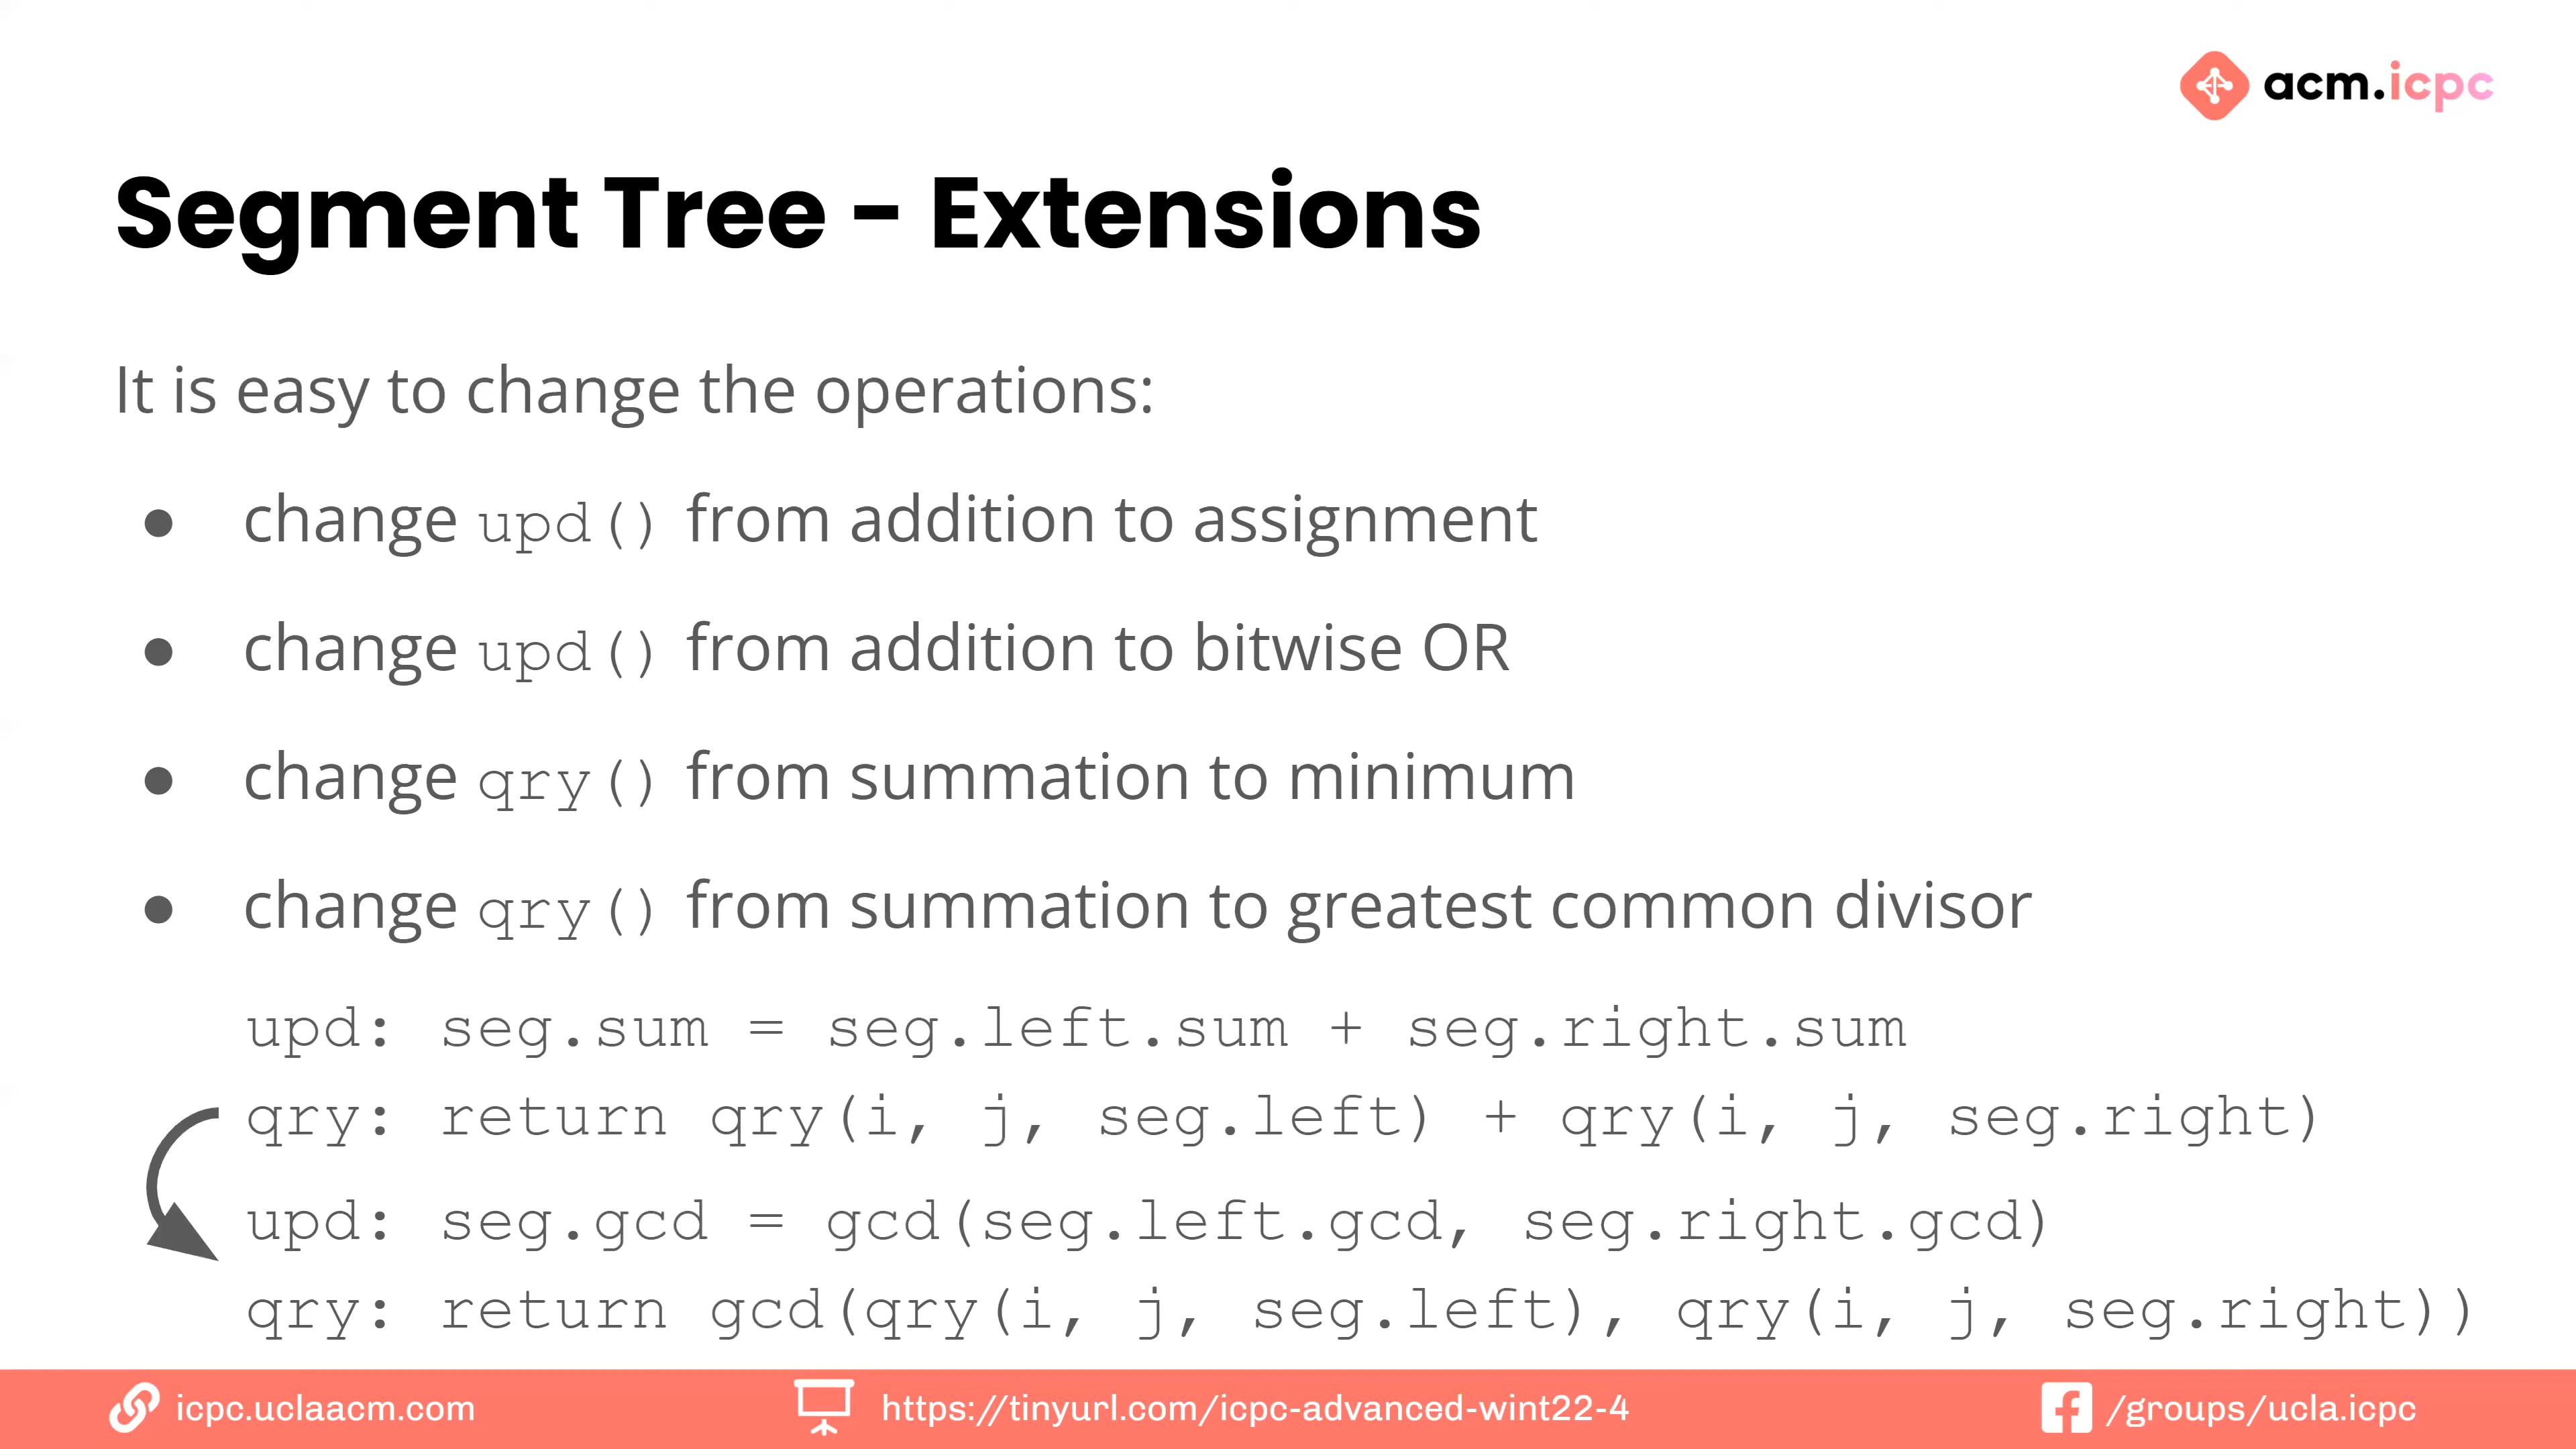 acm.icpc
Segment Tree - Extensions
It is easy to change the operations:
● change upd() from addition to assignment
● change upd() from addition to bitwise OR
● change qry() from summation to minimum
● change qry() from summation to greatest common divisor
upd: seg.sum = seg.left.sum + seg.right.sum
qry: return qry(i, j, seg.left) + qry(i, j, seg.right)
upd: seg.gcd = gcd(seg.left.gcd, seg.right.gcd)
qry: return gcd(qry(i, j, seg.left), qry(i, j, seg.right))
icpc.uclaacm.com
https://tinyurl.com/icpc-advanced-wint22-4
/groups/ucla.icpc